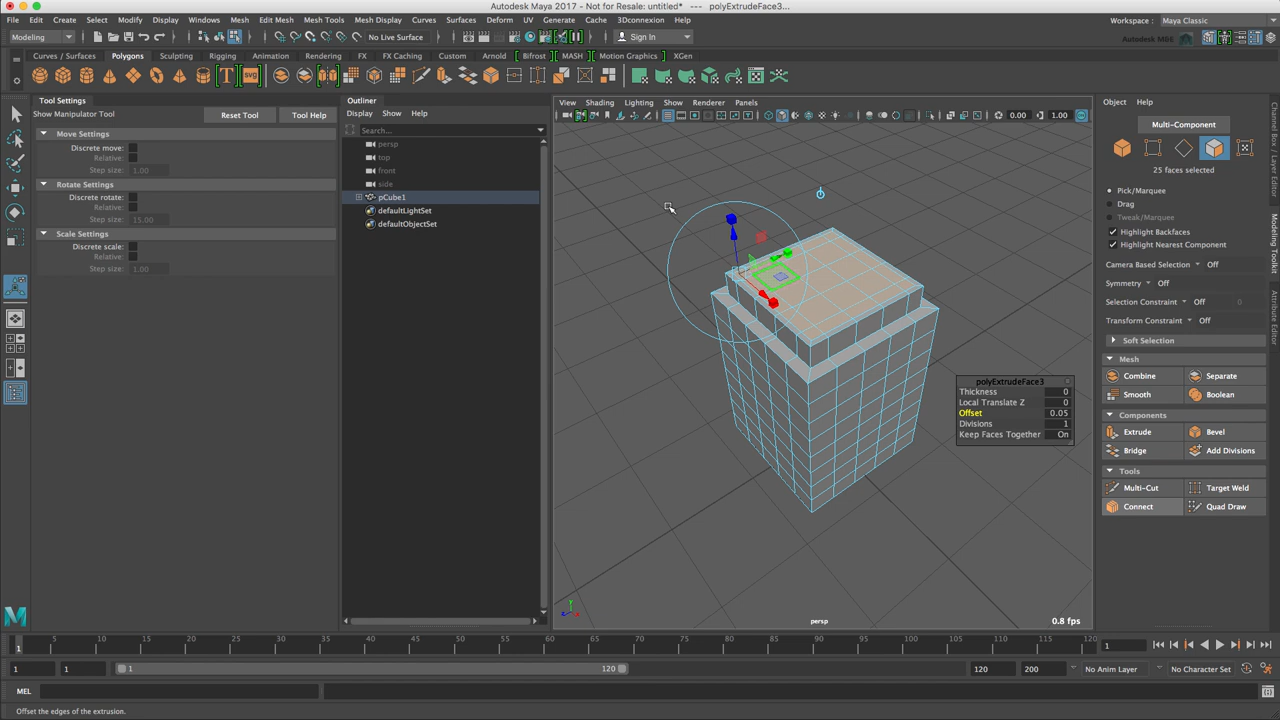 Autodesk Maya 2017 - Not for Resale: untitled* --- polyExtrudeFace3...
File Edit Create Select Modify Display Windows Mesh Edit Mesh Mesh Tools Mesh Display Curves Surfaces Deform UV Generate Cache 3Dconnexion Help
Workspace : Maya Classic
Modeling No Live Surface Sign In Autodesk MBE
Curves / Surfaces Polygons Sculpting Rigging Animation Rendering FX FX Caching Custom Arnold Bifrost MASH Motion Graphics XGen
T SVG
Tool Settings
Show Manipulator Tool Reset Tool Tool Help
Move Settings
Discrete move:
Relative:
Step size: 1.00
Rotate Settings
Discrete rotate:
Relative:
Step size: 15.00
Scale Settings
Discrete scale:
Relative:
Step size: 1.00
Outliner
Display Show Help
Search...
persp
top
front
side
pCube1
defaultLightSet
defaultObjectSet
View Shading Lighting Show Renderer Panels
0.00 1.00
polyExtrudeFace3
Thickness 0
Local Translate Z 0
Offset 0.05
Divisions 1
Keep Faces Together On
persp
0.8 fps
Object Help
Multi-Component
25 faces selected
Pick/Marquee
Drag
Tweak/Marquee
Highlight Backfaces
Highlight Nearest Component
Camera Based Selection Off
Symmetry Off
Selection Constraint Off 0
Transform Constraint Off
Soft Selection
Mesh
Combine Separate
Smooth Boolean
Components
Extrude Bevel
Bridge Add Divisions
Tools
Multi-Cut Target Weld
Connect Quad Draw
Channel Box / Layer Editor
Modeling Toolkit
Attribute Editor
5 10 15 20 25 30 35 40 45 50 55 60 65 70 75 80 85 90 95 100 105 110 115 120
1 1
1 1 1 120 120 200 No Anim Layer No Character Set
MEL
Offset the edges of the extrusion.